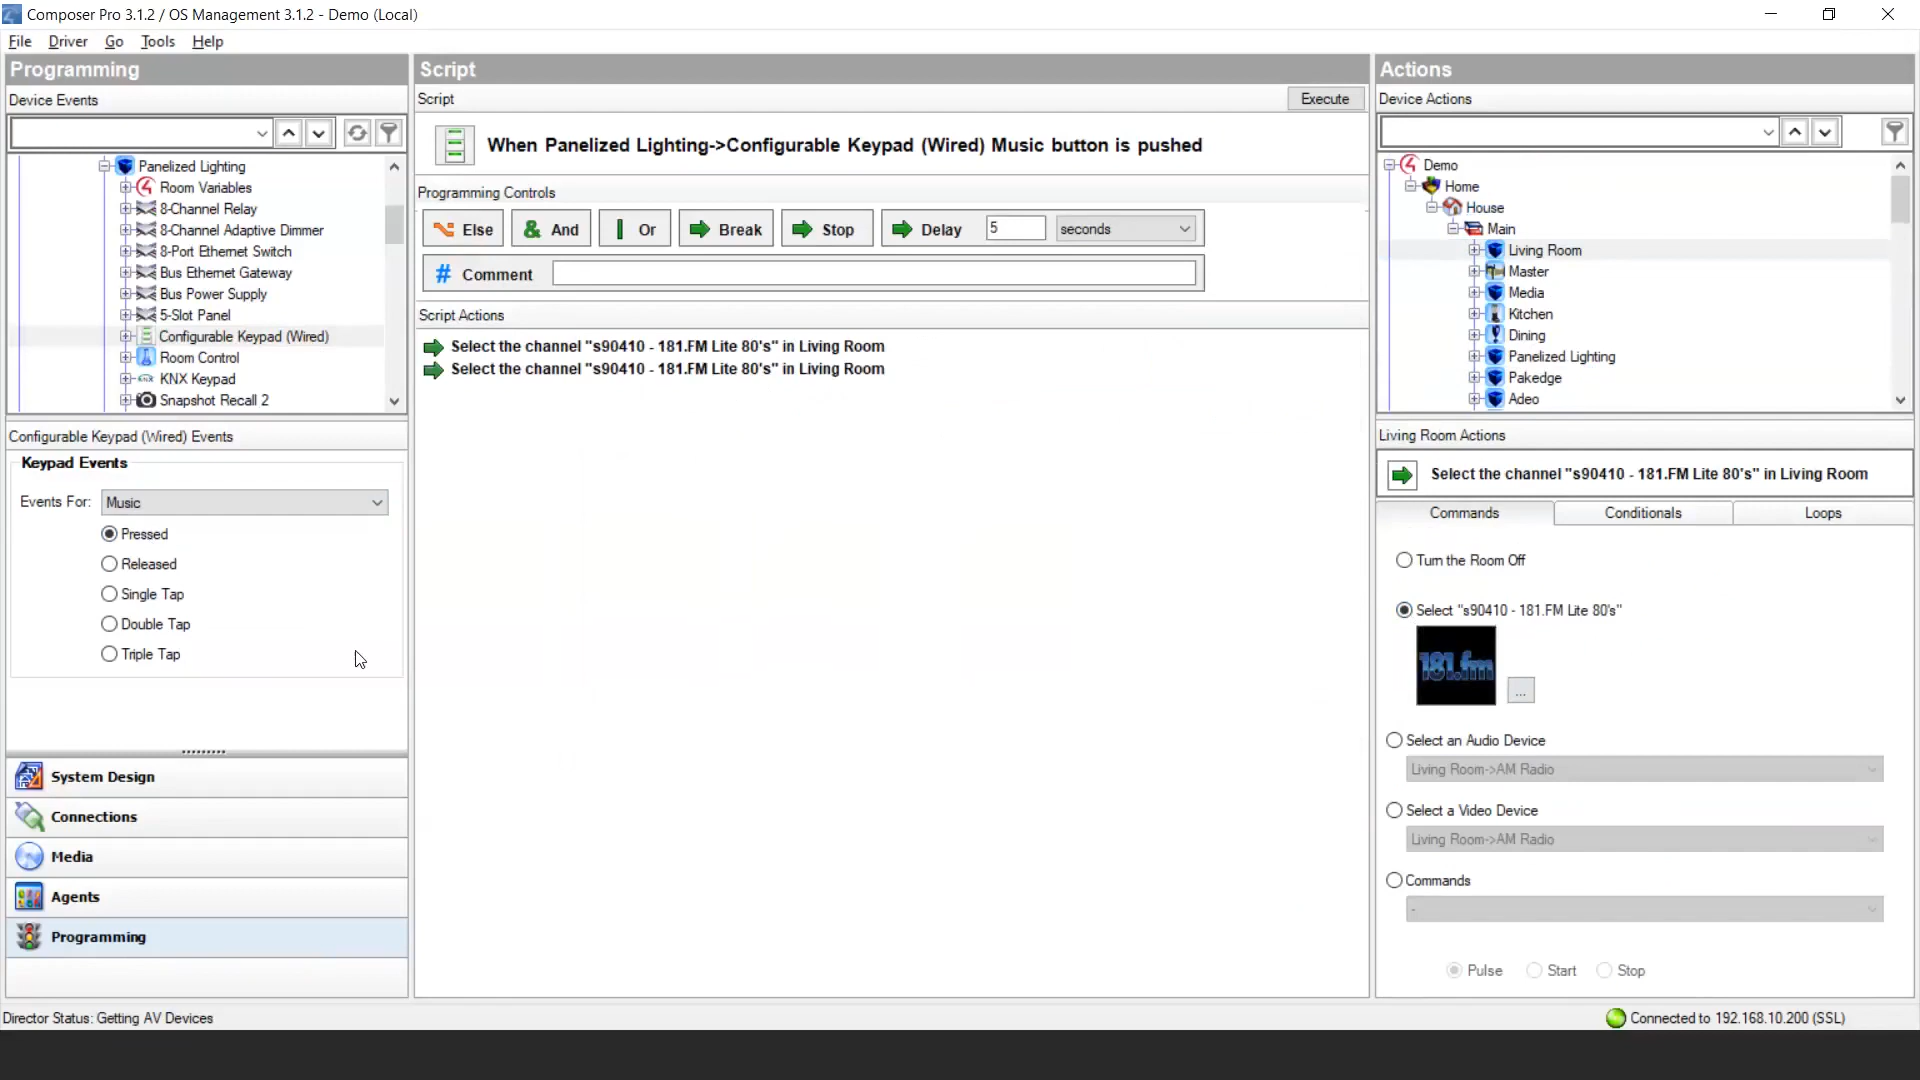 Composer Pro 3.1.2 / OS Management 3.1.2 - Demo (Local)
File Driver Go Tools Help
Programming
Device Events
Panelized Lighting
Room Variables
8-Channel Relay
8-Channel Adaptive Dimmer
8-Port Ethernet Switch
Bus Ethernet Gateway
Bus Power Supply
5-Slot Panel
Configurable Keypad (Wired)
Room Control
KNX Keypad
Snapshot Recall 2
Configurable Keypad (Wired) Events
Keypad Events
Events For: Music
Pressed
Released
Single Tap
Double Tap
Triple Tap
System Design
Connections
Media
Agents
Programming
Script
Script Execute
When Panelized Lighting->Configurable Keypad (Wired) Music button is pushed
Programming Controls
Else & And Or Break Stop Delay 5 seconds
# Comment
Script Actions
Select the channel "s90410 - 181.FM Lite 80's" in Living Room
Select the channel "s90410 - 181.FM Lite 80's" in Living Room
Actions
Device Actions
Demo
Home
House
Main
Living Room
Master
Media
Kitchen
Dining
Panelized Lighting
Pakedge
Adeo
Living Room Actions
Select the channel "s90410 - 181.FM Lite 80's" in Living Room
Commands Conditionals Loops
Turn the Room Off
Select "s90410 - 181.FM Lite 80's"
181.fm
...
Select an Audio Device
Living Room->AM Radio
Select a Video Device
Living Room->AM Radio
Commands
-
Pulse Start Stop
Director Status: Getting AV Devices
Connected to 192.168.10.200 (SSL)